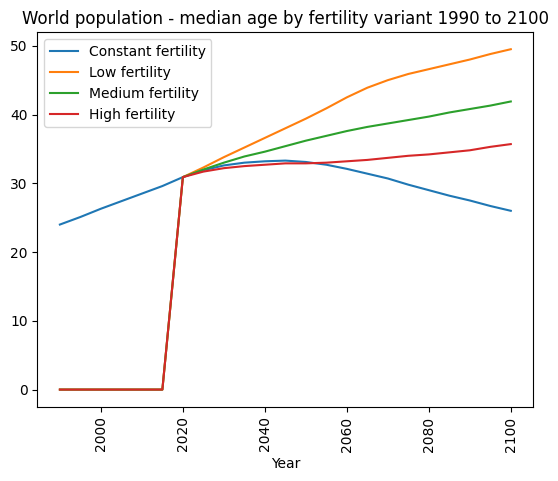 World population - median age by fertility variant 1990 to 2100
Constant fertility
Low fertility
Medium fertility
High fertility
50
40
30
20
10
0
2000
2020
2040
2060
2080
2100
Year